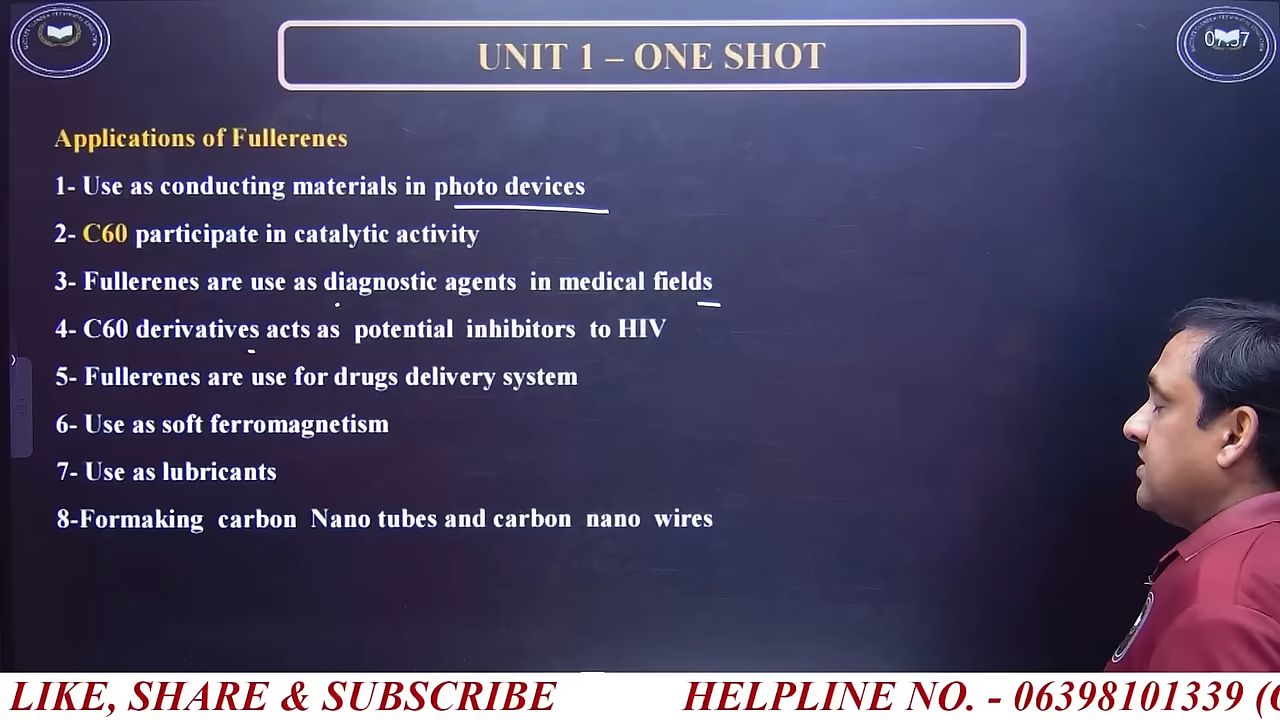 UNIT 1 – ONE SHOT
Applications of Fullerenes
1- Use as conducting materials in photo devices
2- C60 participate in catalytic activity
3- Fullerenes are use as diagnostic agents in medical fields
4- C60 derivatives acts as potential inhibitors to HIV
5- Fullerenes are use for drugs delivery system
6- Use as soft ferromagnetism
7- Use as lubricants
8-Formaking carbon Nano tubes and carbon nano wires
LIKE, SHARE & SUBSCRIBE HELPLINE NO. - 06398101339